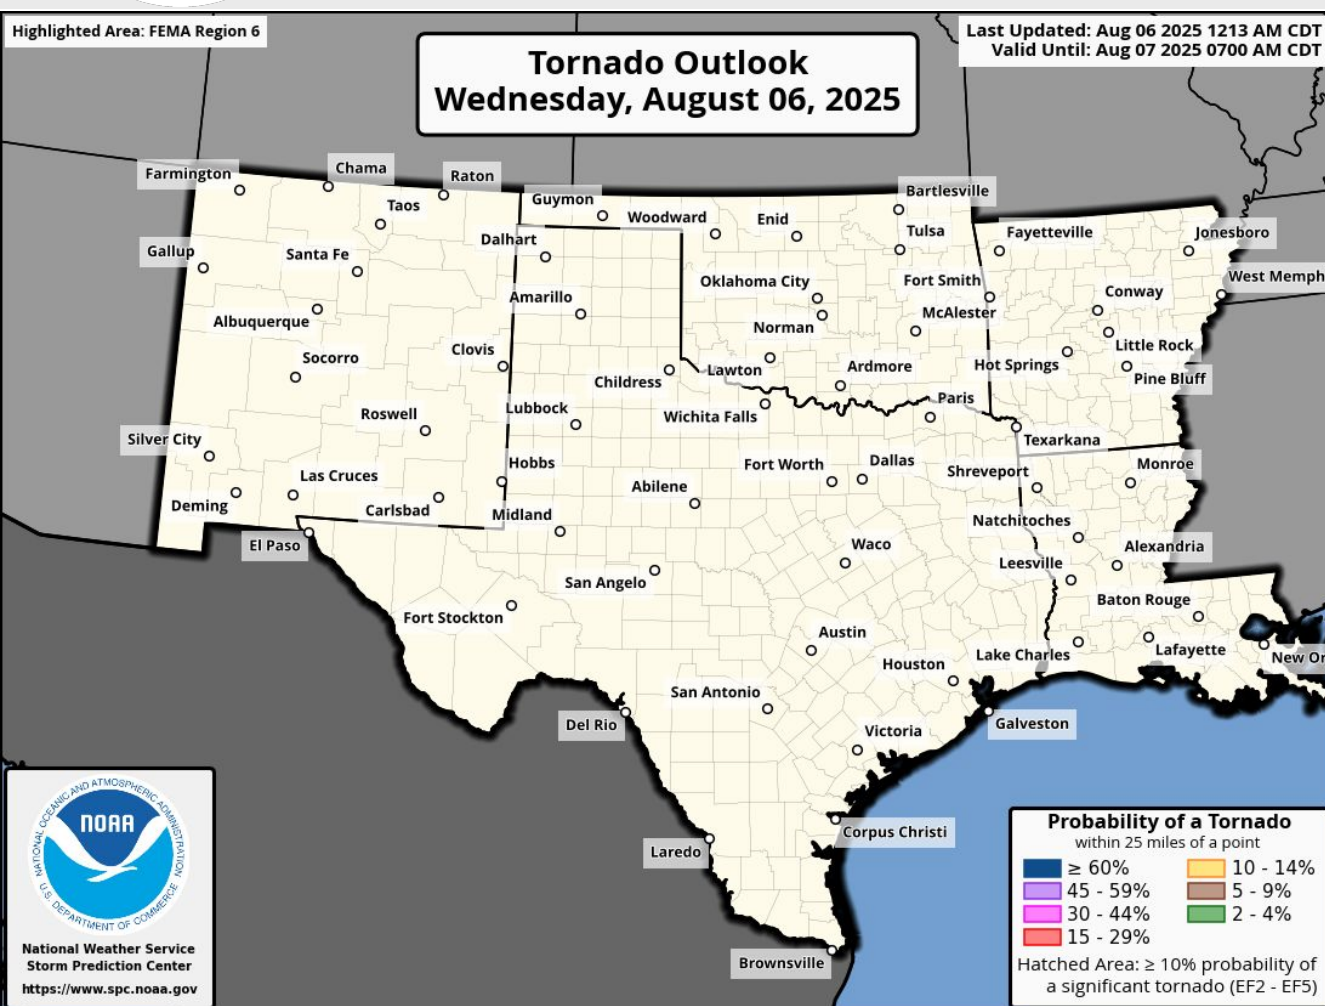 Highlighted Area: FEMA Region 6
Last Updated: Aug 06 2025 1213 AM CDT
Valid Until: Aug 07 2025 0700 AM CDT
Tornado Outlook
Wednesday, August 06, 2025
Farmington
Chama
Raton
Taos
Guymon
Woodward
Enid
Bartlesville
Tulsa
Fayetteville
Jonesboro
Gallup
Santa Fe
Dalhart
Amarillo
Oklahoma City
Fort Smith
Conway
West Memph
Albuquerque
Norman
McAlester
Little Rock
Socorro
Clovis
Childress
Lawton
Ardmore
Hot Springs
Pine Bluff
Roswell
Lubbock
Wichita Falls
Paris
Texarkana
Silver City
Las Cruces
Hobbs
Abilene
Fort Worth
Dallas
Shreveport
Monroe
Deming
Carlsbad
Midland
Natchitoches
El Paso
San Angelo
Waco
Leesville
Alexandria
Fort Stockton
Baton Rouge
Austin
Houston
Lake Charles
Lafayette
New Or
San Antonio
Del Rio
Victoria
Galveston
Corpus Christi
Laredo
Brownsville
NATIONAL OCEANIC AND ATMOSPHERIC ADMINISTRATION
NOAA
U.S. DEPARTMENT OF COMMERCE
National Weather Service
Storm Prediction Center
https://www.spc.noaa.gov
Probability of a Tornado
within 25 miles of a point
≥ 60%
10 - 14%
45 - 59%
5 - 9%
30 - 44%
2 - 4%
15 - 29%
Hatched Area: ≥ 10% probability of
a significant tornado (EF2 - EF5)